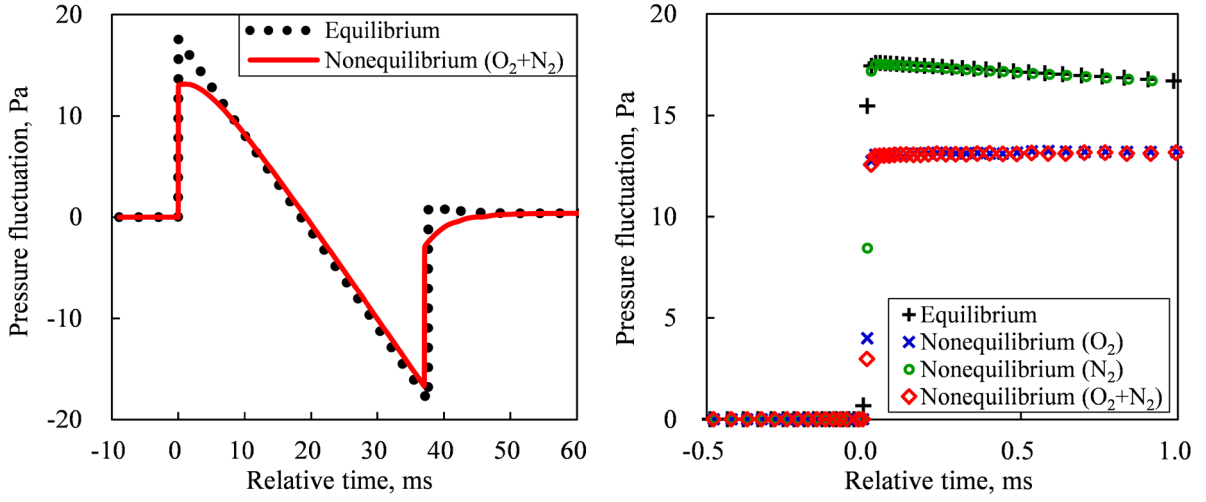 20
10
0
-10
-20
Pressure fluctuation, Pa
-10 0 10 20 30 40 50 60
Relative time, ms
Equilibrium
Nonequilibrium (O₂+N₂)
20
15
10
5
0
Pressure fluctuation, Pa
-0.5 0.0 0.5 1.0
Relative time, ms
Equilibrium
Nonequilibrium (O₂)
Nonequilibrium (N₂)
Nonequilibrium (O₂+N₂)